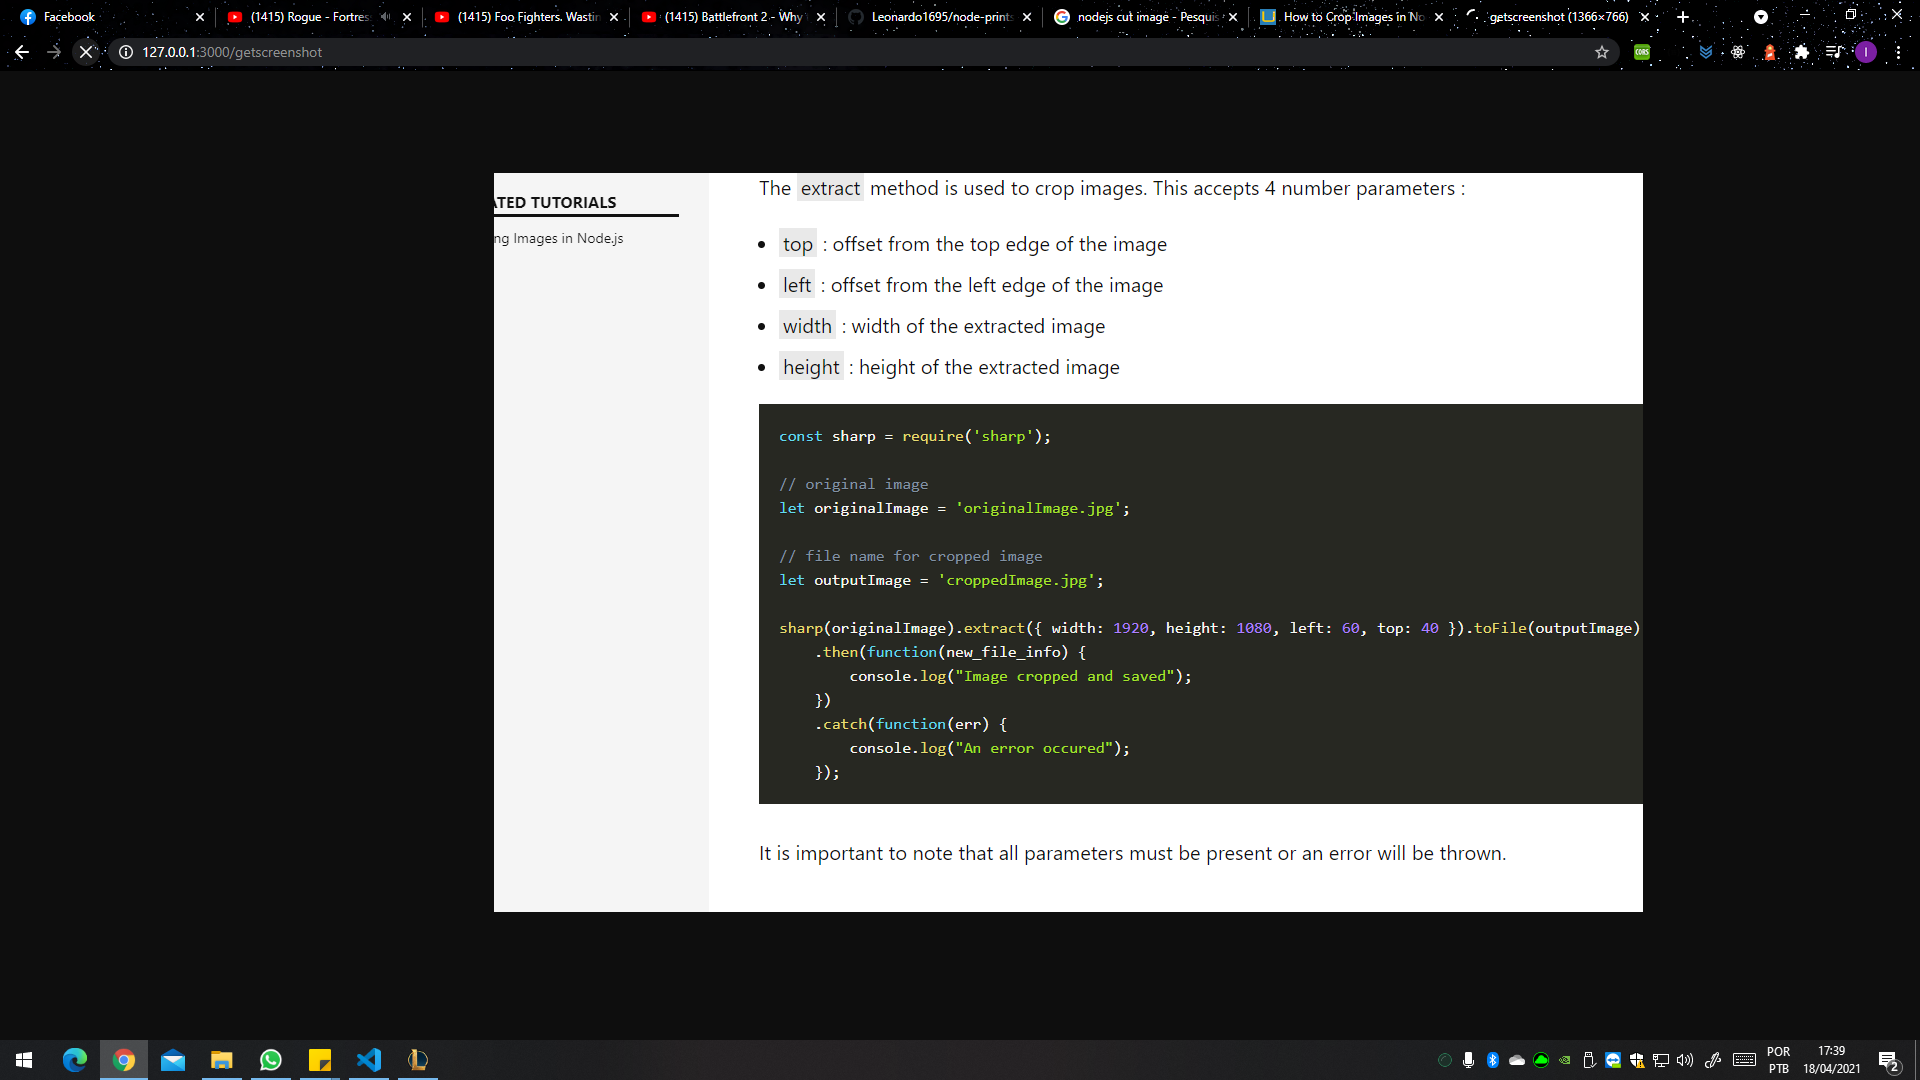 Facebook
(1415) Rogue - Fortres
(1415) Foo Fighters. Wastin
(1415) Battlefront 2 - Why
Leonardo1695/node-prints
nodejs cut image - Pesquis
How to Crop Images in No
getscreenshot (1366×766)
127.0.0.1:3000/getscreenshot
CORS
I
ATED TUTORIALS
ng Images in Node.js
The extract method is used to crop images. This accepts 4 number parameters :
top : offset from the top edge of the image
left : offset from the left edge of the image
width : width of the extracted image
height : height of the extracted image
const sharp = require('sharp');
// original image
let originalImage = 'originalImage.jpg';
// file name for cropped image
let outputImage = 'croppedImage.jpg';
sharp(originalImage).extract({ width: 1920, height: 1080, left: 60, top: 40 }).toFile(outputImage)
.then(function(new_file_info) {
console.log("Image cropped and saved");
})
.catch(function(err) {
console.log("An error occured");
});
It is important to note that all parameters must be present or an error will be thrown.
POR
PTB
17:39
18/04/2021
2